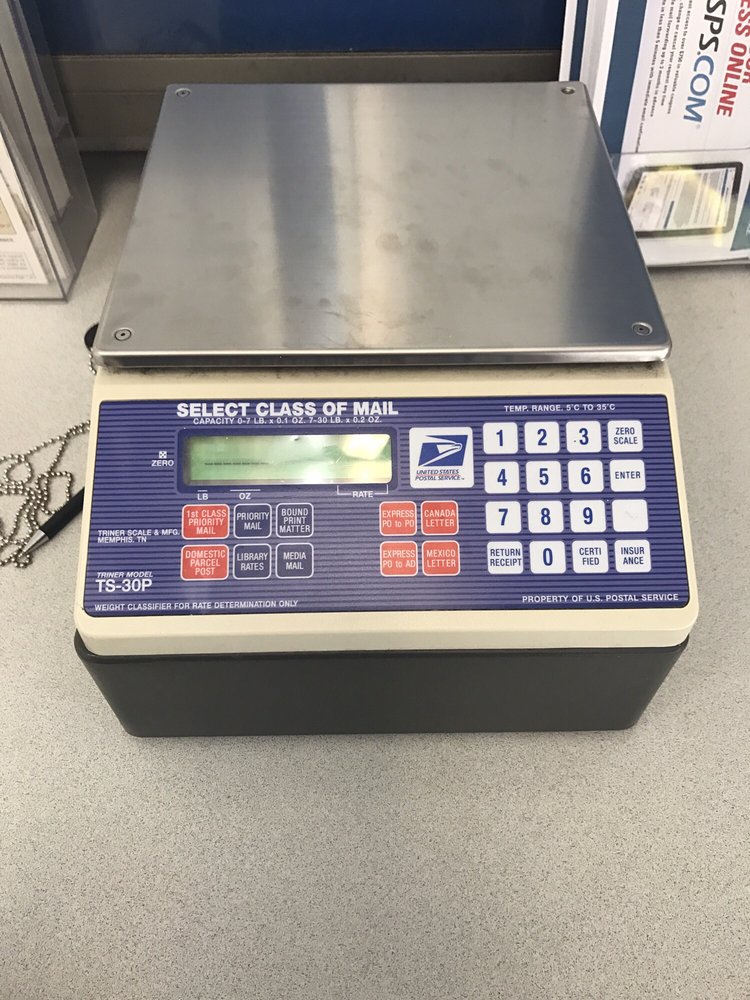 ESS ONLINE
SPS.COM
SELECT CLASS OF MAIL
CAPACITY 0-7 LB. x 0.1 OZ. 7-30 LB. x 0.2 OZ.
TEMP. RANGE. 5°C TO 35°C
ZERO
LB
OZ
RATE
UNITED STATES
POSTAL SERVICE
1 2 3 ZERO SCALE
4 5 6 ENTER
7 8 9
RETURN RECEIPT 0 CERTI FIED INSUR ANCE
1st CLASS PRIORITY MAIL
PRIORITY MAIL
BOUND PRINT MATTER
EXPRESS PO to PO
CANADA LETTER
DOMESTIC PARCEL POST
LIBRARY RATES
MEDIA MAIL
EXPRESS PO to AD
MEXICO LETTER
TRINER SCALE & MFG.
MEMPHIS, TN
TRINER MODEL
TS-30P
WEIGHT CLASSIFIER FOR RATE DETERMINATION ONLY
PROPERTY OF U.S. POSTAL SERVICE